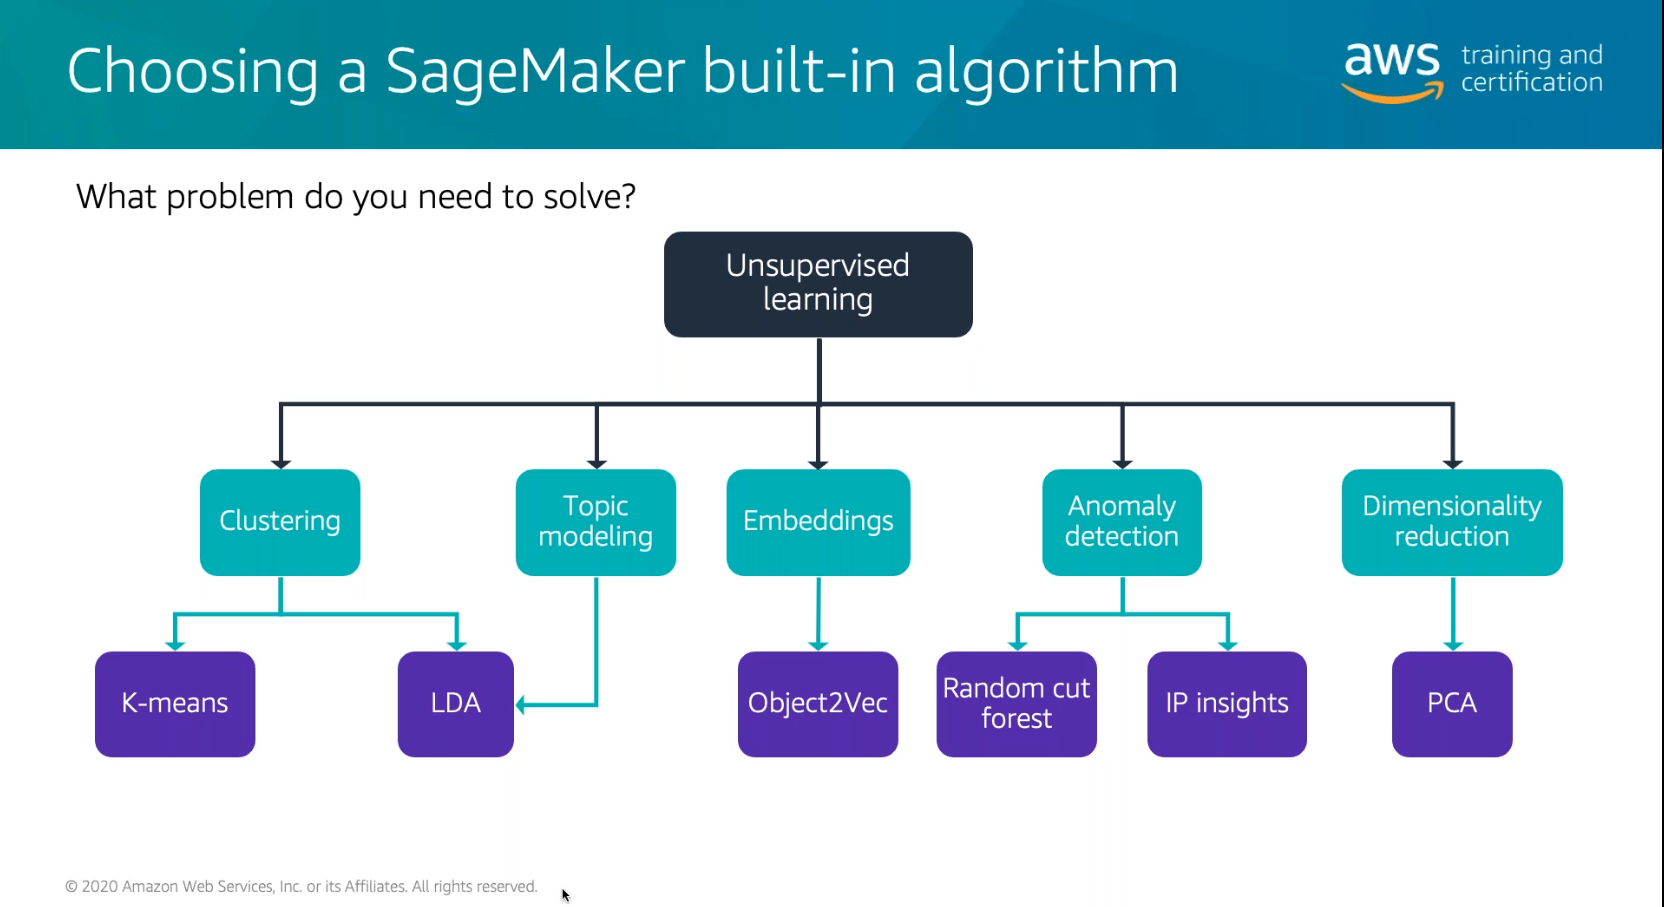 Choosing a SageMaker built-in algorithm
aws training and
certification
What problem do you need to solve?
Unsupervised
learning
Clustering
Topic
modeling
Embeddings
Anomaly
detection
Dimensionality
reduction
K-means
LDA
Object2Vec
Random cut
forest
IP insights
PCA
© 2020 Amazon Web Services, Inc. or its Affiliates. All rights reserved.